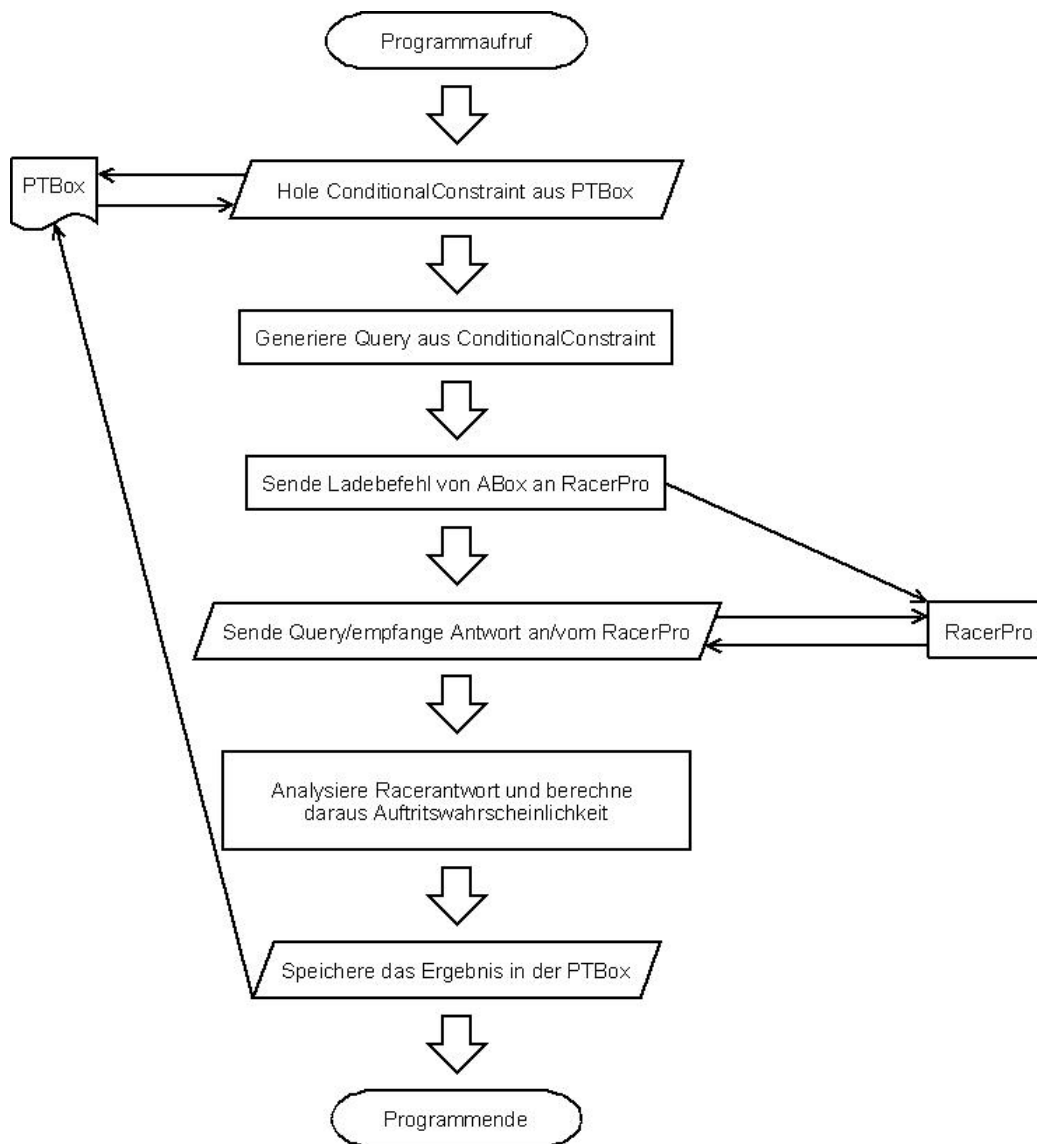 Programmaufruf
PTBox
Hole ConditionalConstraint aus PTBox
Generiere Query aus ConditionalConstraint
Sende Ladebefehl von ABox an RacerPro
Sende Query/empfange Antwort an/vom RacerPro
RacerPro
Analysiere Racerantwort und berechne
daraus Auftritswahrscheinlichkeit
Speichere das Ergebnis in der PTBox
Programmende